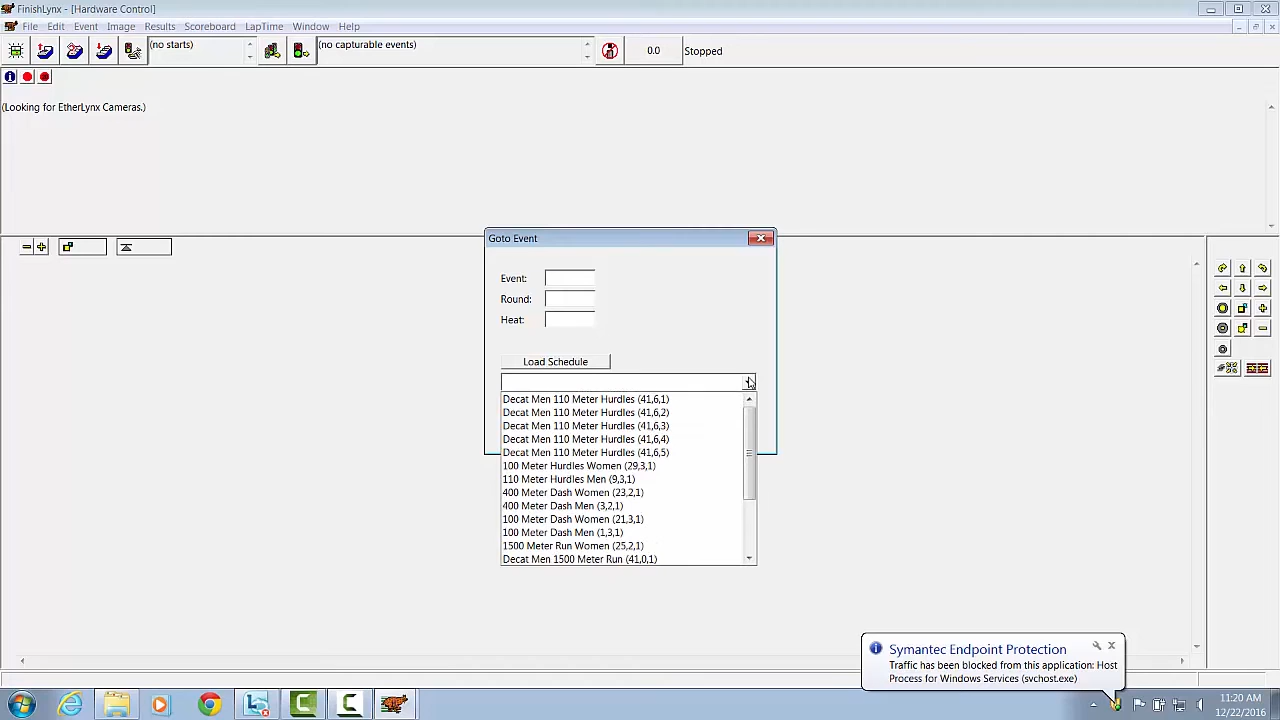 FinishLynx - [Hardware Control]
File Edit Event Image Results Scoreboard LapTime Window Help
(no starts) (no capturable events) 0.0 Stopped
(Looking for EtherLynx Cameras.)
Goto Event
Event:
Round:
Heat:
Load Schedule
Decat Men 110 Meter Hurdles (41,6,1)
Decat Men 110 Meter Hurdles (41,6,2)
Decat Men 110 Meter Hurdles (41,6,3)
Decat Men 110 Meter Hurdles (41,6,4)
Decat Men 110 Meter Hurdles (41,6,5)
100 Meter Hurdles Women (29,3,1)
110 Meter Hurdles Men (9,3,1)
400 Meter Dash Women (23,2,1)
400 Meter Dash Men (3,2,1)
100 Meter Dash Women (21,3,1)
100 Meter Dash Men (1,3,1)
1500 Meter Run Women (25,2,1)
Decat Men 1500 Meter Run (41,0,1)
Symantec Endpoint Protection
Traffic has been blocked from this application: Host
Process for Windows Services (svchost.exe)
11:20 AM
12/22/2016